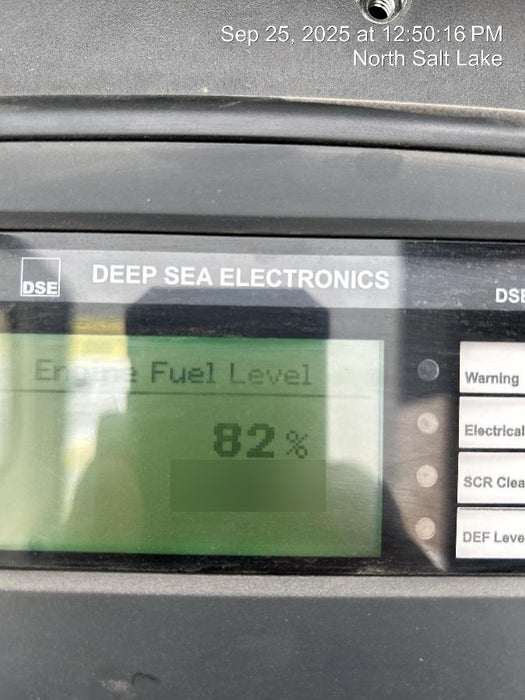 Sep 25, 2025 at 12:50:16 PM
North Salt Lake
DSE
DEEP SEA ELECTRONICS
DSE
Engine Fuel Level
82 %
Warning
Electrical
SCR Clea
DEF Leve